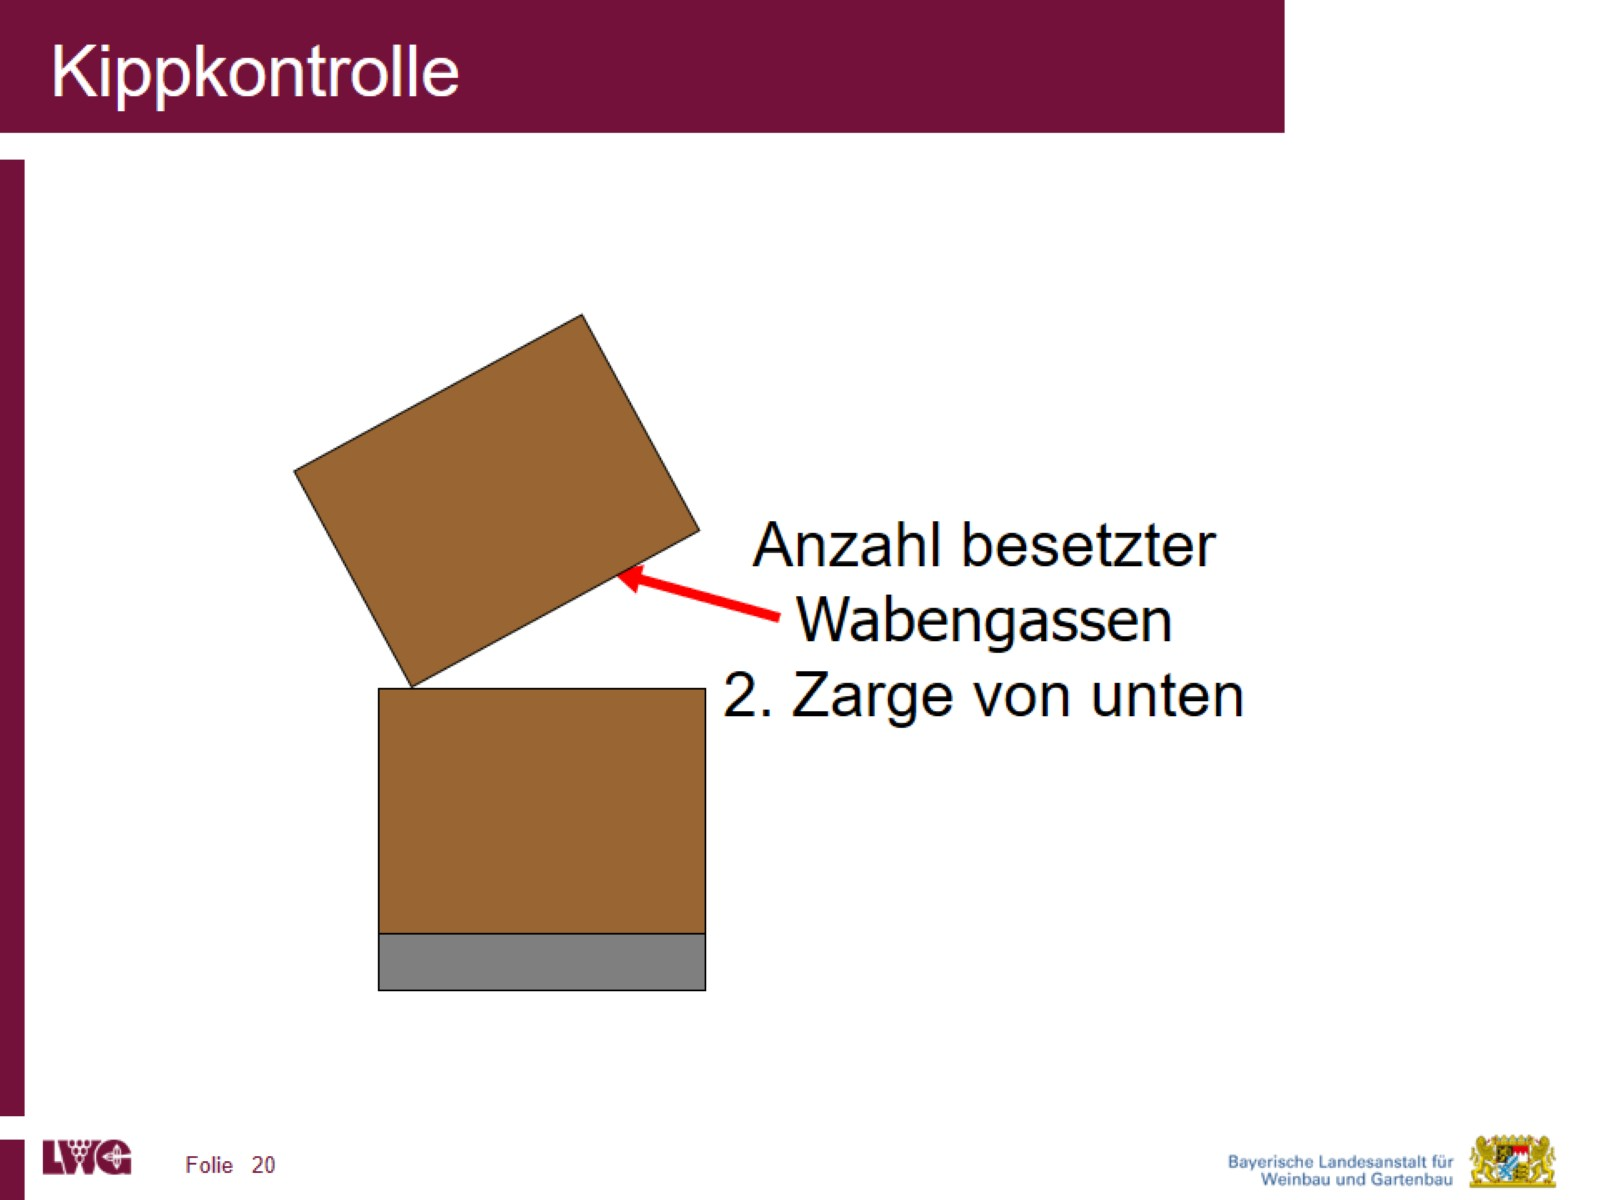 Kippkontrolle
Anzahl besetzter
Wabengassen
2. Zarge von unten
LWG
Folie 20
Bayerische Landesanstalt für
Weinbau und Gartenbau